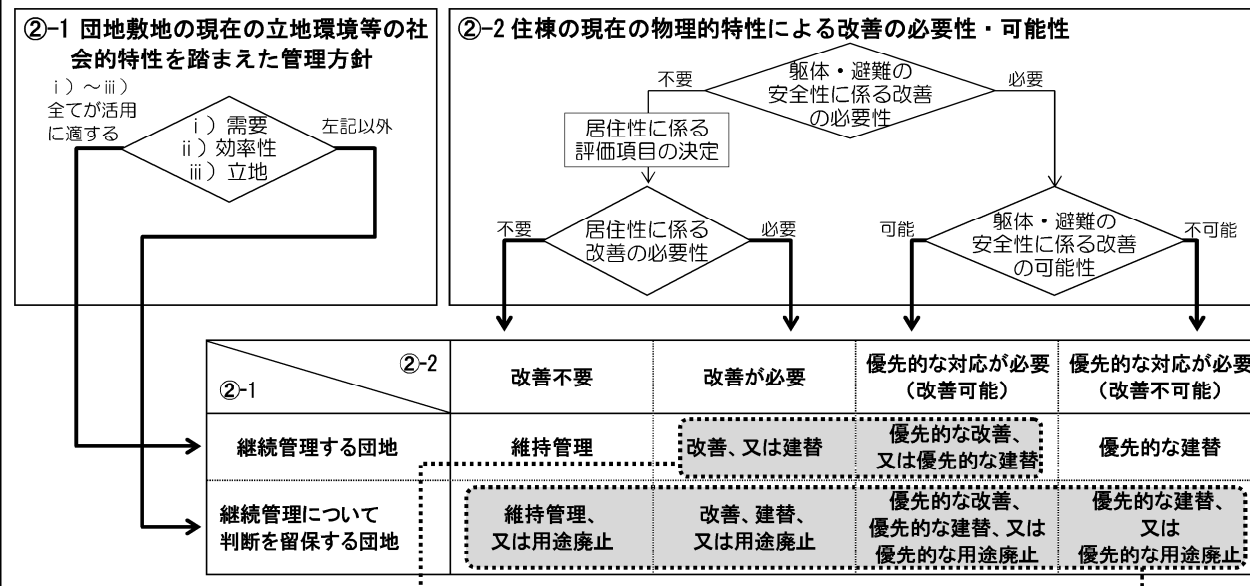 ②-1 団地敷地の現在の立地環境等の社
会的特性を踏まえた管理方針
ⅰ）～ⅲ）
全てが活用
に適する
ⅰ）需要
ⅱ）効率性
ⅲ）立地
左記以外
②-2 住棟の現在の物理的特性による改善の必要性・可能性
不要
躯体・避難の
安全性に係る改善
の必要性
必要
居住性に係る
評価項目の決定
不要
居住性に係る
改善の必要性
必要
可能
躯体・避難の
安全性に係る改善
の可能性
不可能
②-2
②-1
改善不要
改善が必要
優先的な対応が必要
（改善可能）
優先的な対応が必要
（改善不可能）
継続管理する団地
維持管理
改善、又は建替
優先的な改善、
又は優先的な建替
優先的な建替
継続管理について
判断を留保する団地
維持管理、
又は用途廃止
改善、建替、
又は用途廃止
優先的な改善、
優先的な建替、又は
優先的な用途廃止
優先的な建替、
又は
優先的な用途廃止